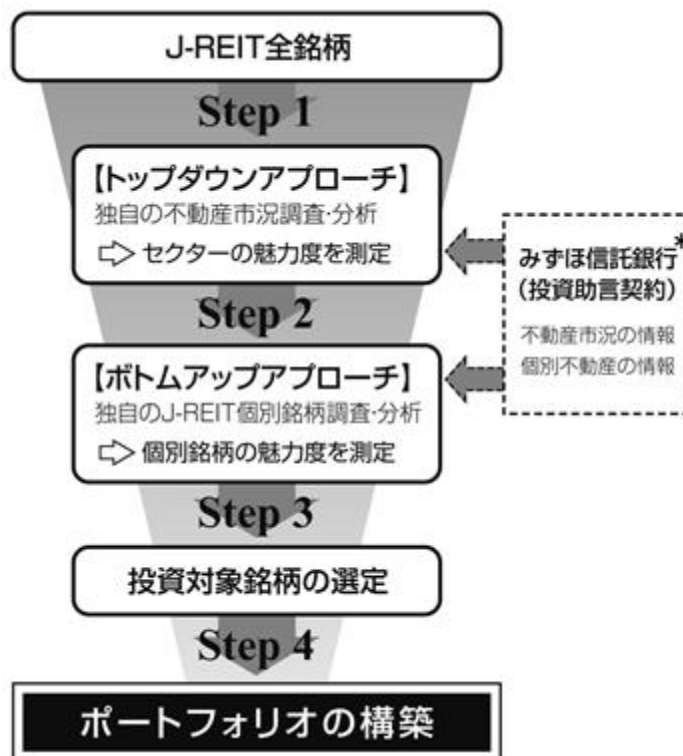 J-REIT全銘柄
Step 1
【トップダウンアプローチ】
独自の不動産市況調査・分析
⇨ セクターの魅力度を測定
みずほ信託銀行*
(投資助言契約)
不動産市況の情報
個別不動産の情報
Step 2
【ボトムアップアプローチ】
独自のJ-REIT個別銘柄調査・分析
⇨ 個別銘柄の魅力度を測定
Step 3
投資対象銘柄の選定
Step 4
ポートフォリオの構築